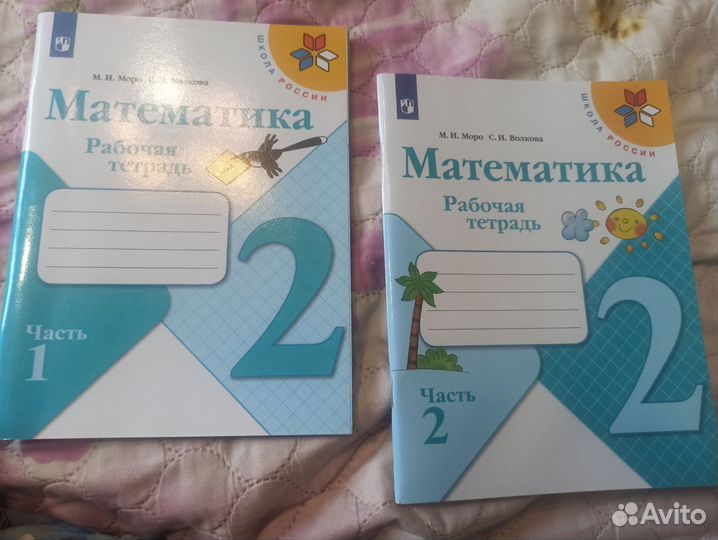 ШКОЛА РОССИИ
М. И. Моро С. И. Волкова
Математика
Рабочая
тетрадь
2
Часть
1
ШКОЛА РОССИИ
М. И. Моро С. И. Волкова
Математика
Рабочая
тетрадь
2
Часть
2
Avito